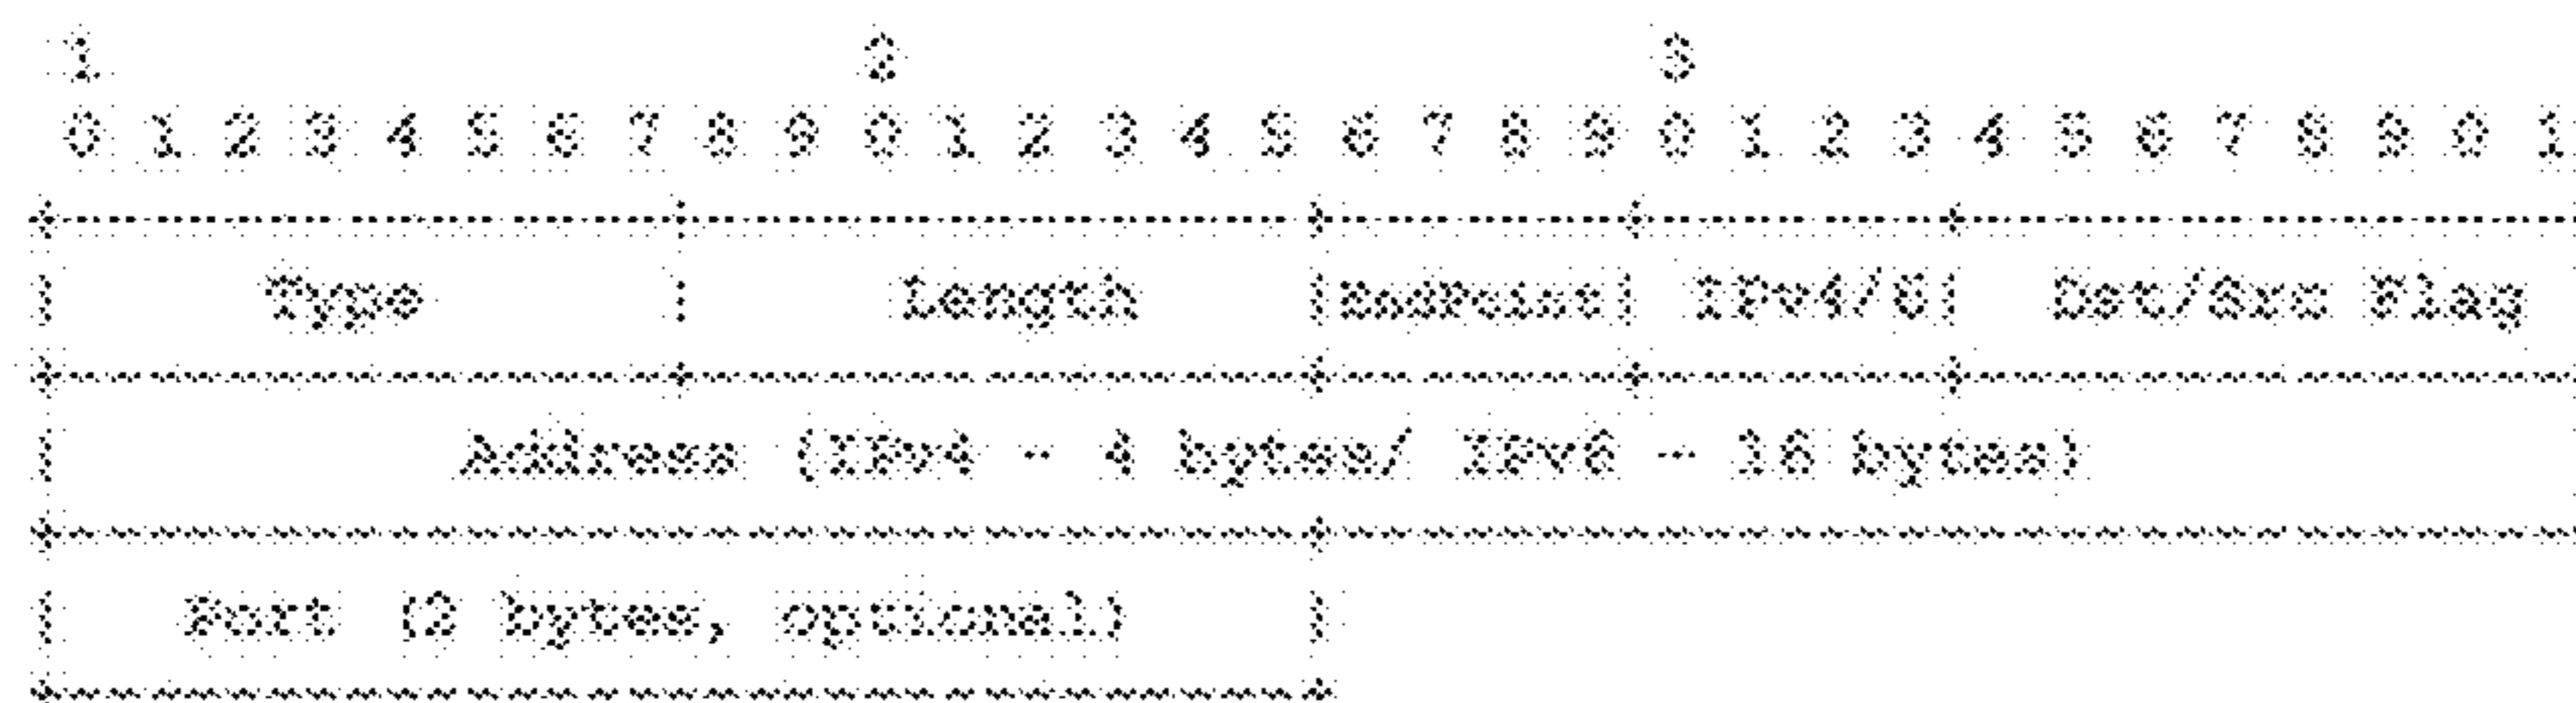 1 2 3
0 1 2 3 4 5 6 7 8 9 0 1 2 3 4 5 6 7 8 9 0 1 2 3 4 5 6 7 8 9 0 1
Type Length EndPoint IPv4/6 Dst/Src Flag
Address (IPv4 - 4 bytes/ IPv6 - 16 bytes)
Port (2 bytes, optional)